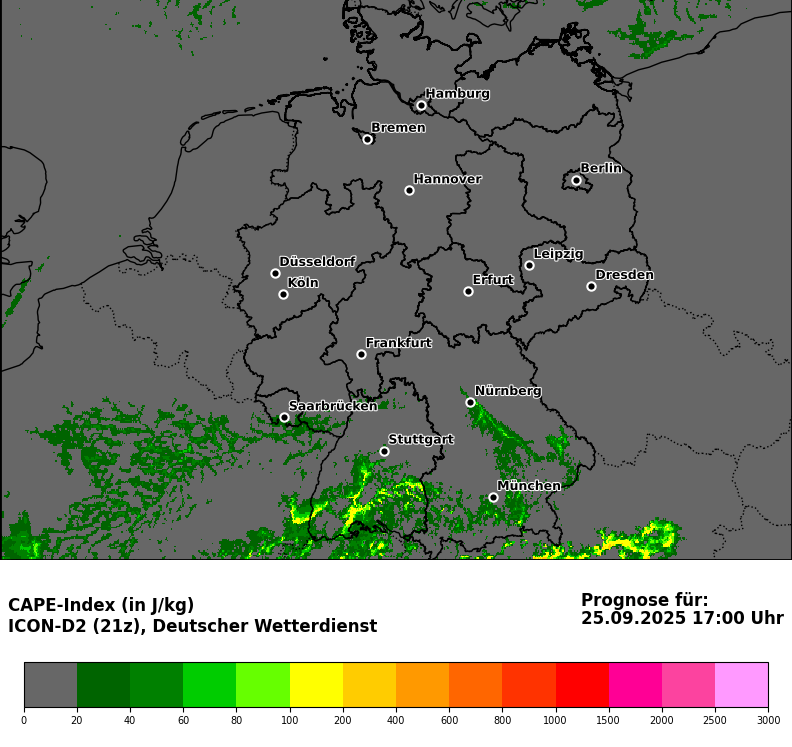 Hamburg
Bremen
Berlin
Hannover
Leipzig
Düsseldorf
Dresden
Köln
Erfurt
Frankfurt
Nürnberg
Saarbrücken
Stuttgart
München
CAPE-Index (in J/kg)
ICON-D2 (21z), Deutscher Wetterdienst
Prognose für:
25.09.2025 17:00 Uhr
0 20 40 60 80 100 200 400 600 800 1000 1500 2000 2500 3000